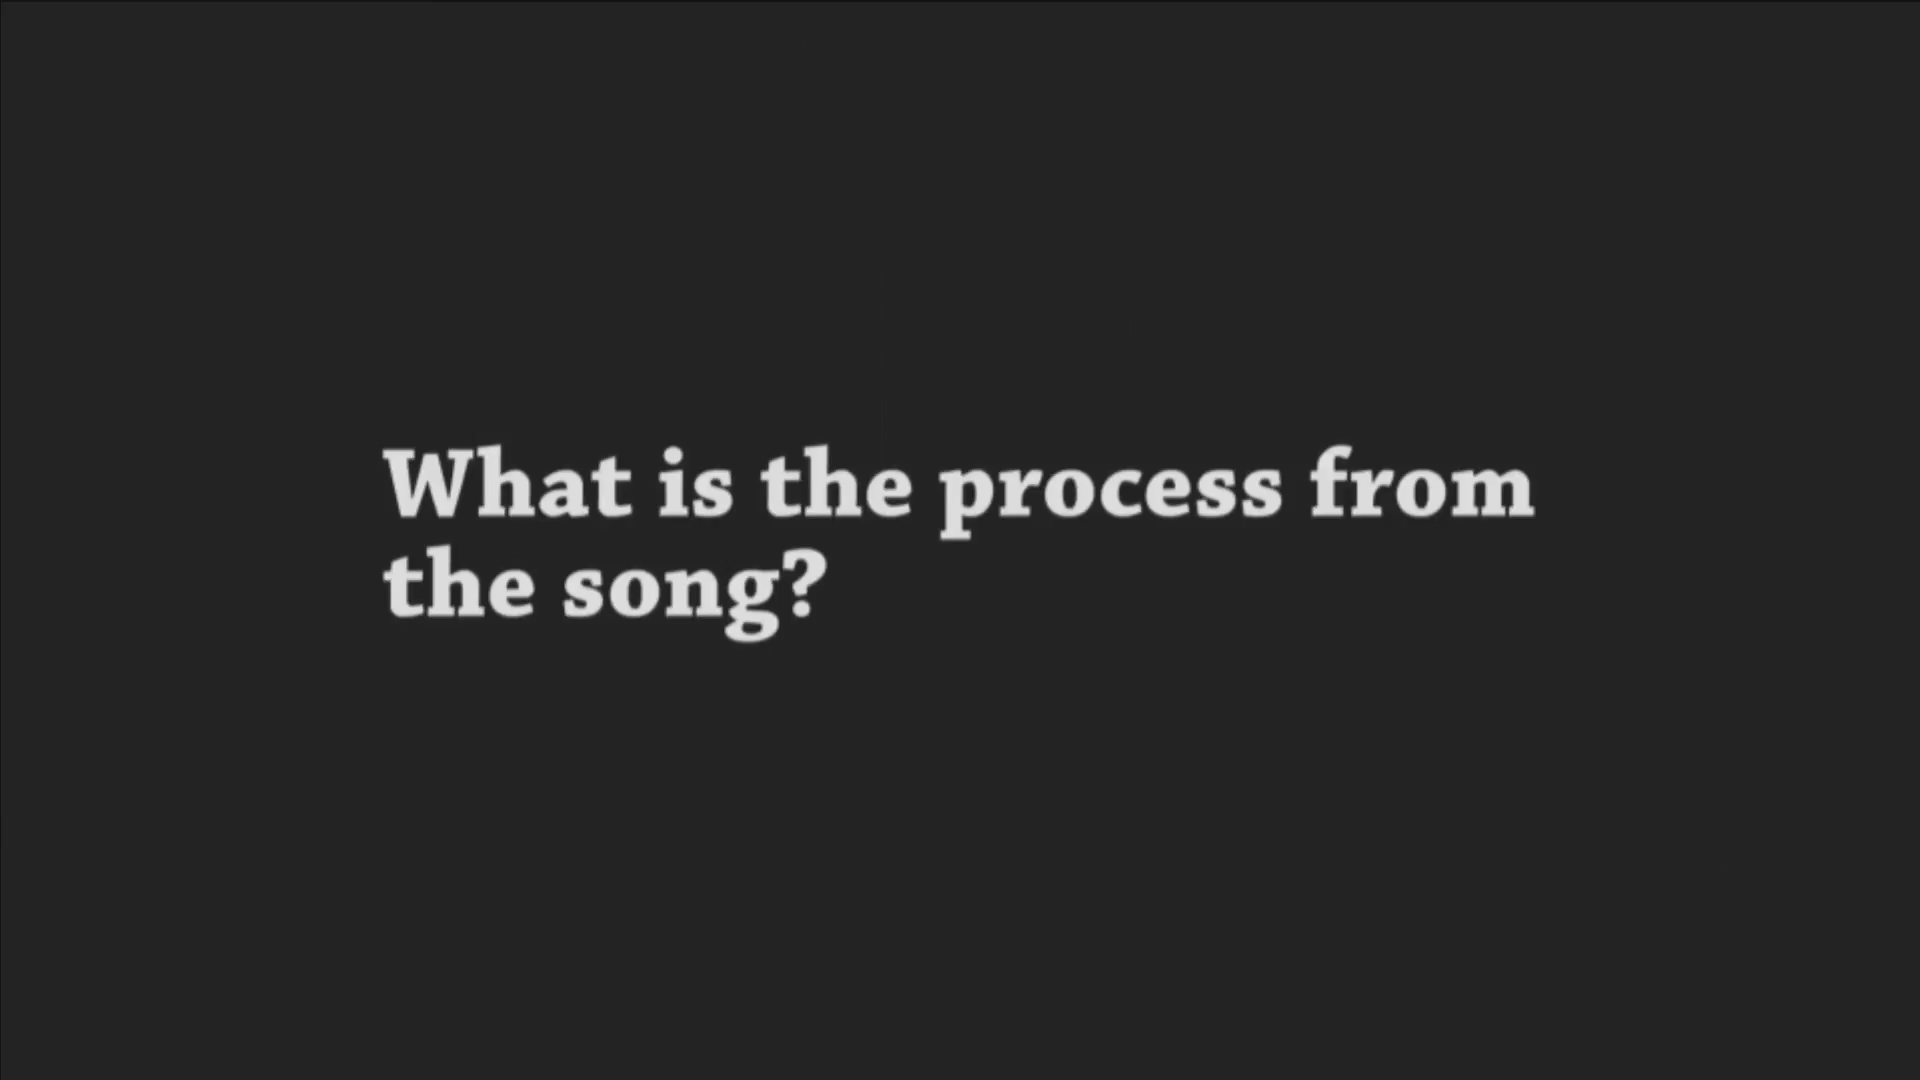 What is the process from
the song?